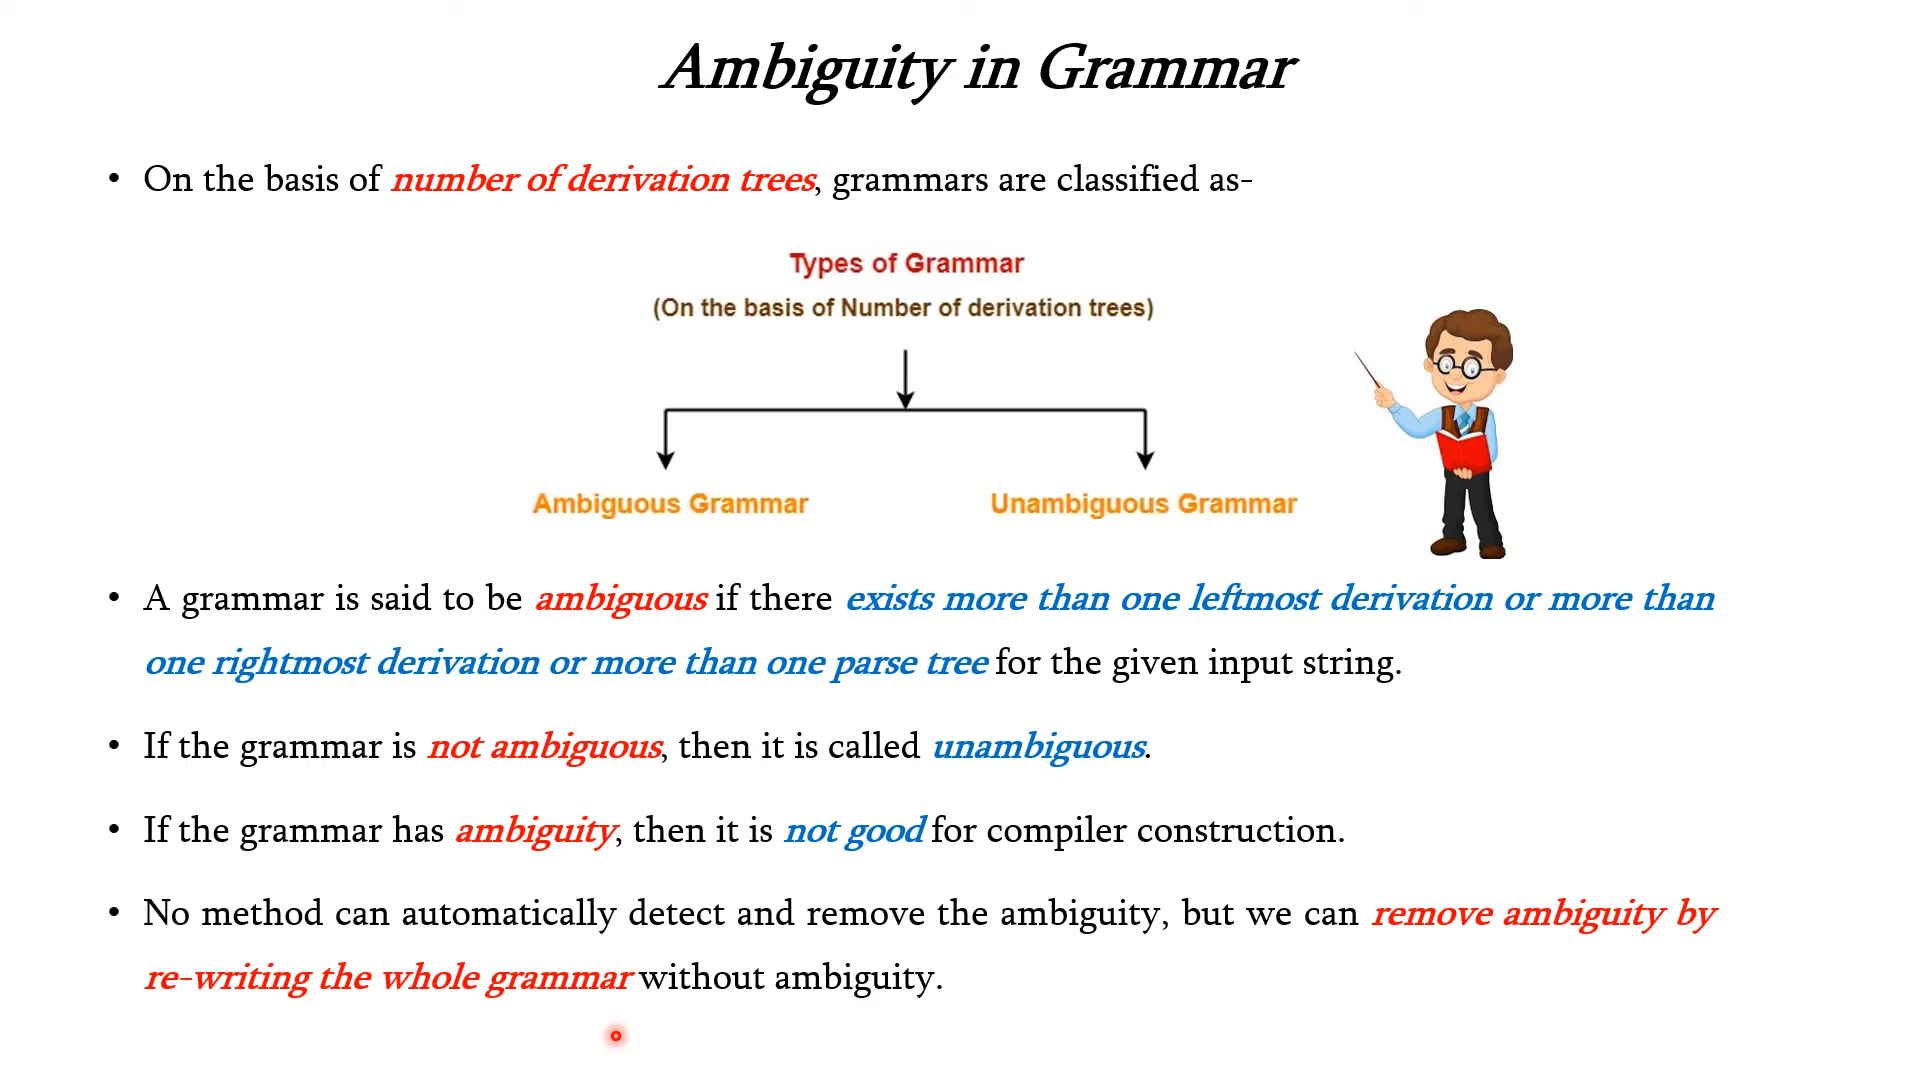 Ambiguity in Grammar
• On the basis of number of derivation trees, grammars are classified as-
Types of Grammar
(On the basis of Number of derivation trees)
Ambiguous Grammar
Unambiguous Grammar
• A grammar is said to be ambiguous if there exists more than one leftmost derivation or more than
one rightmost derivation or more than one parse tree for the given input string.
• If the grammar is not ambiguous, then it is called unambiguous.
• If the grammar has ambiguity, then it is not good for compiler construction.
• No method can automatically detect and remove the ambiguity, but we can remove ambiguity by
re-writing the whole grammar without ambiguity.